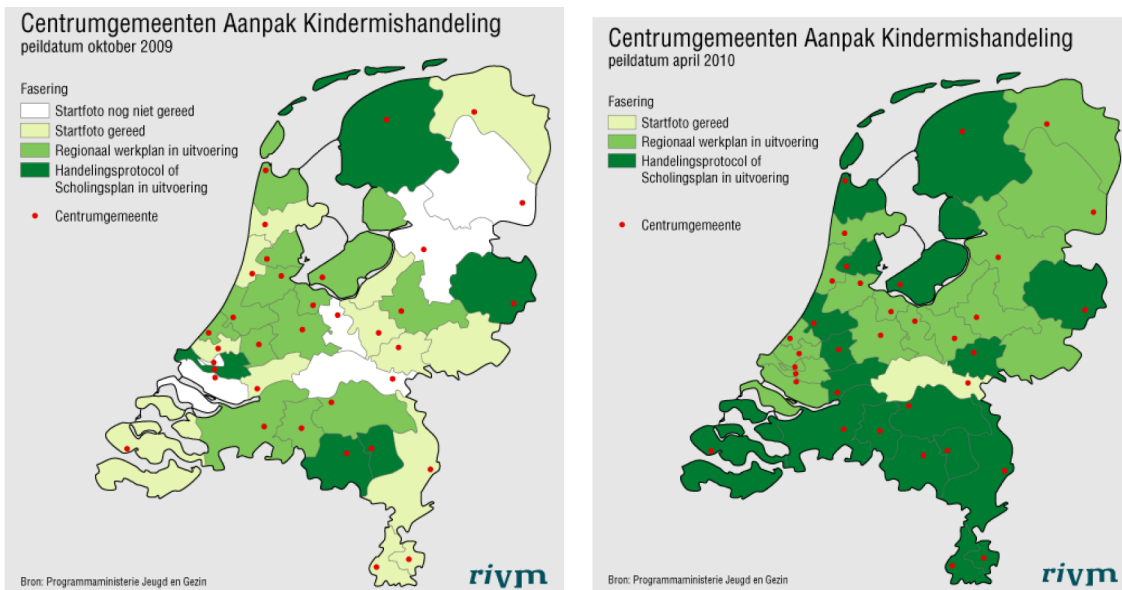 Centrumgemeenten Aanpak Kindermishandeling
peildatum oktober 2009
Fasering
Startfoto nog niet gereed
Startfoto gereed
Regionaal werkplan in uitvoering
Handelingsprotocol of
Scholingsplan in uitvoering
Centrumgemeente
Bron: Programmaministerie Jeugd en Gezin
rivm
Centrumgemeenten Aanpak Kindermishandeling
peildatum april 2010
Fasering
Startfoto gereed
Regionaal werkplan in uitvoering
Handelingsprotocol of
Scholingsplan in uitvoering
Centrumgemeente
Bron: Programmaministerie Jeugd en Gezin
rivm